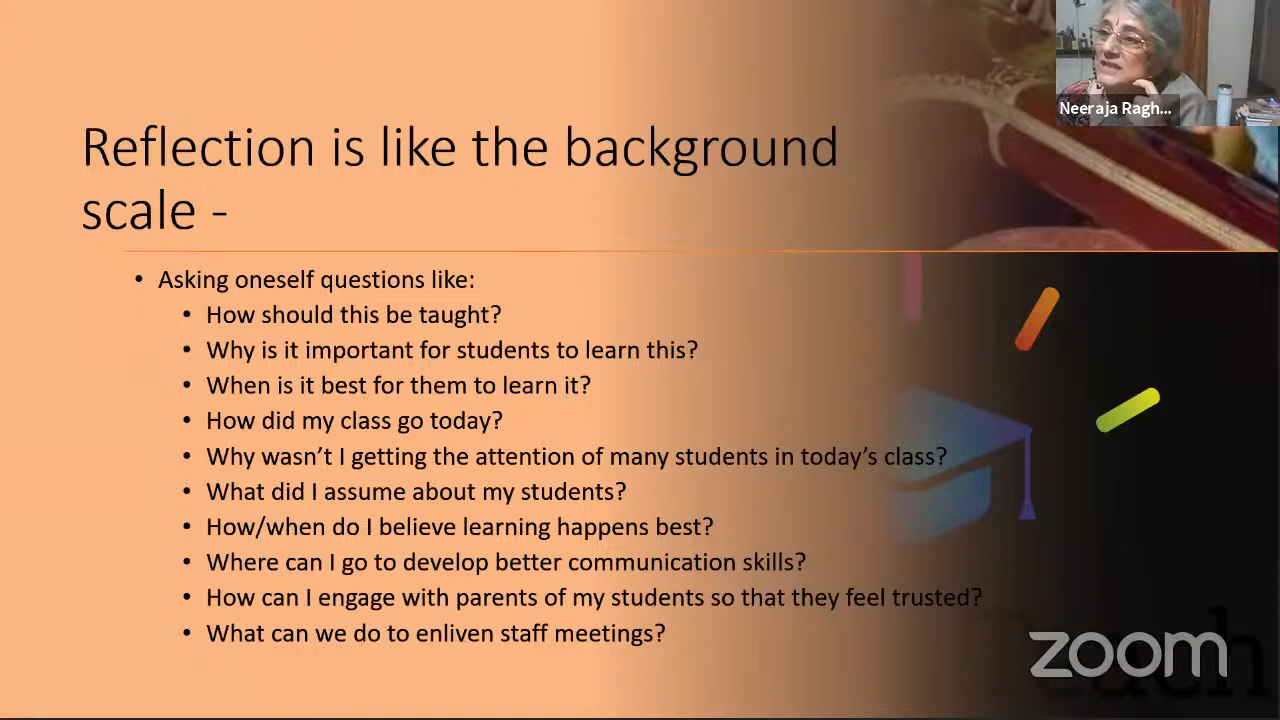 Neeraja Ragh...
Reflection is like the background
scale -
• Asking oneself questions like:
• How should this be taught?
• Why is it important for students to learn this?
• When is it best for them to learn it?
• How did my class go today?
• Why wasn’t I getting the attention of many students in today’s class?
• What did I assume about my students?
• How/when do I believe learning happens best?
• Where can I go to develop better communication skills?
• How can I engage with parents of my students so that they feel trusted?
• What can we do to enliven staff meetings?
zoom